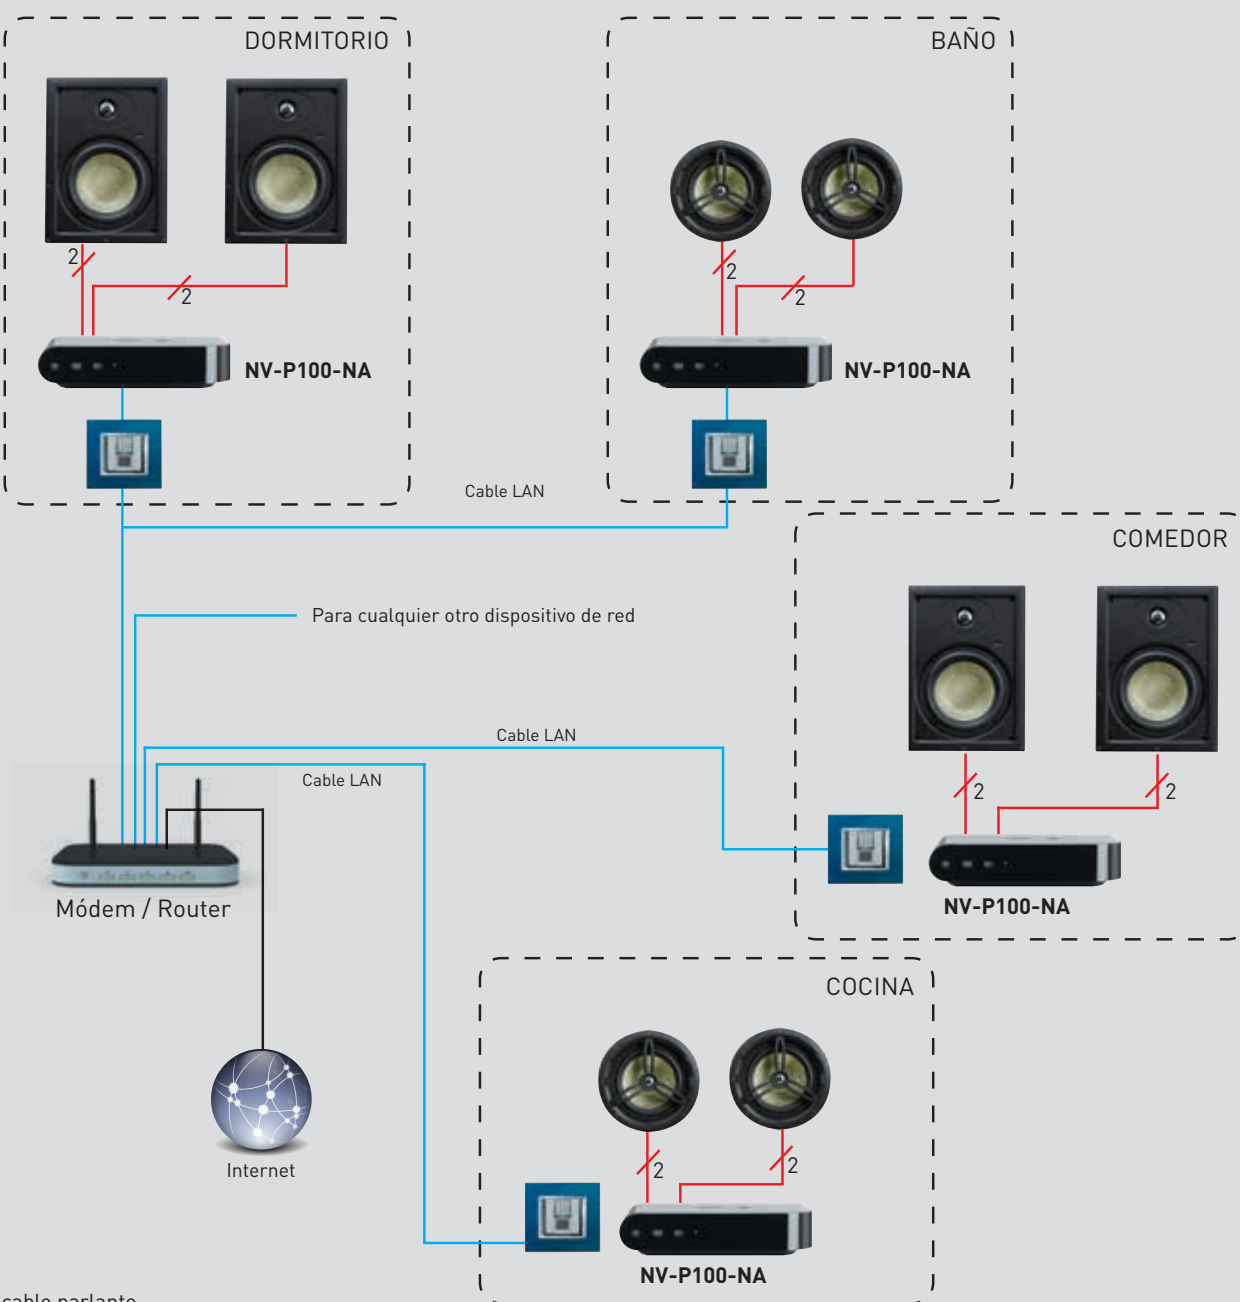 DORMITORIO
2
2
NV-P100-NA
BAÑO
2
2
NV-P100-NA
Cable LAN
COMEDOR
2
2
NV-P100-NA
Para cualquier otro dispositivo de red
Cable LAN
Cable LAN
Módem / Router
Internet
COCINA
2
2
NV-P100-NA
cable parlante